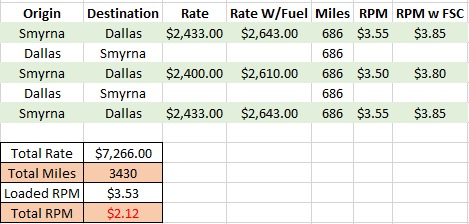 Origin Destination Rate Rate W/Fuel Miles RPM RPM w FSC
Smyrna Dallas $2,433.00 $2,643.00 686 $3.55 $3.85
Dallas Smyrna 686
Smyrna Dallas $2,400.00 $2,610.00 686 $3.50 $3.80
Dallas Smyrna 686
Smyrna Dallas $2,433.00 $2,643.00 686 $3.55 $3.85
Total Rate $7,266.00
Total Miles 3430
Loaded RPM $3.53
Total RPM $2.12